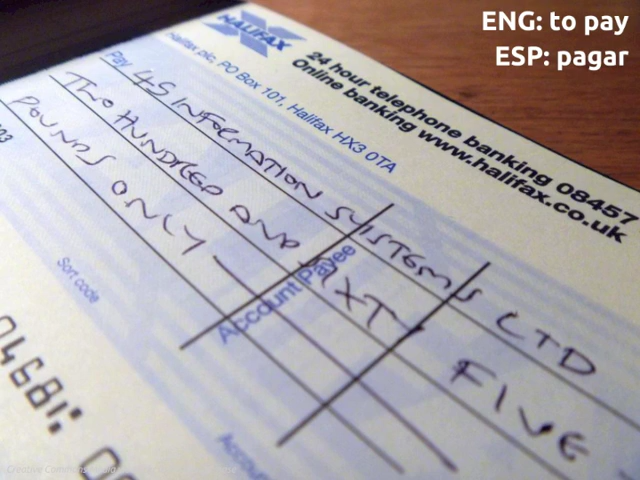 ENG: to pay
ESP: pagar
HALIFAX
24 hour telephone banking 08457
Online banking www.halifax.co.uk
Halifax plc, PO Box 101, Halifax HX3 0TA
Pay 4S INFORMATION SYSTEMS LTD
TWO HUNDRED AND SIXTY FIVE
POUNDS ONLY
Account Payee
Sort code
Accoun
04681